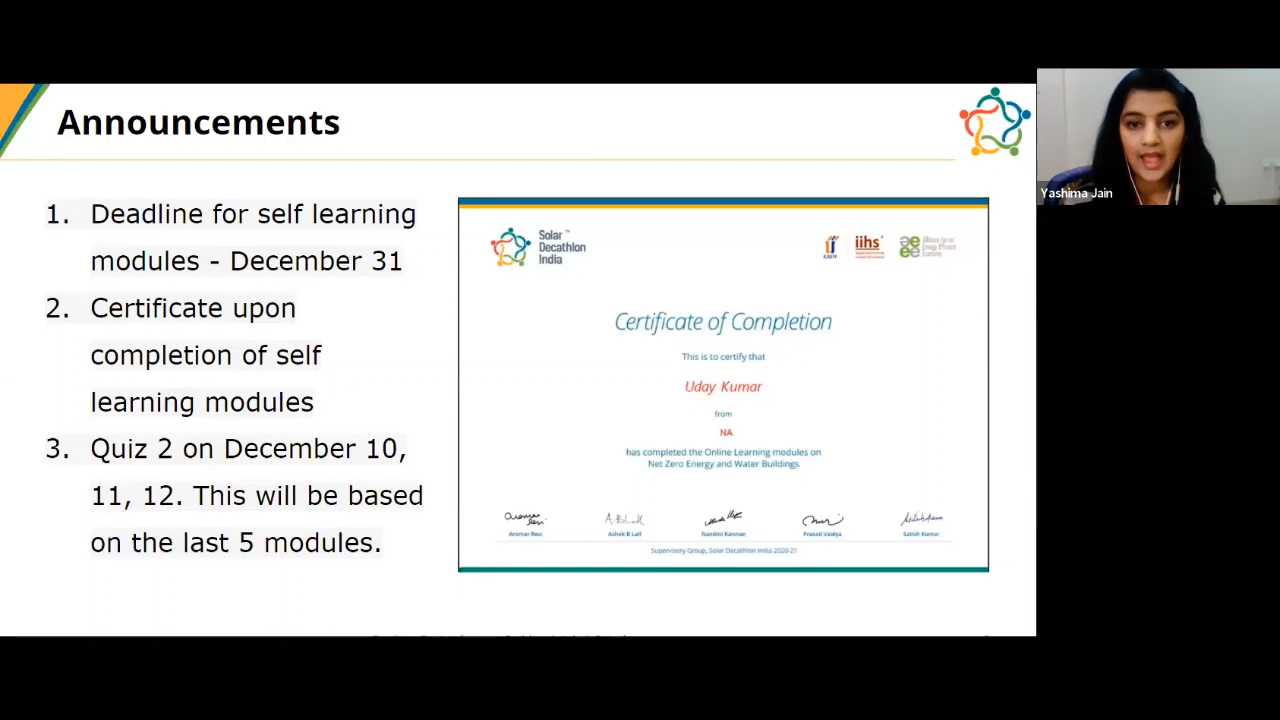 Announcements
1. Deadline for self learning
modules - December 31
2. Certificate upon
completion of self
learning modules
3. Quiz 2 on December 10,
11, 12. This will be based
on the last 5 modules.
Solar ™
Decathlon
India
iihs
Certificate of Completion
This is to certify that
Uday Kumar
from
NA
has completed the Online Learning modules on
Net Zero Energy and Water Buildings
Aromar Revi
Ashok B Lall
Nandini Kannan
Prasad Vaidya
Satish Kumar
Supervisory Group, Solar Decathlon India 2020-21
Yashima Jain